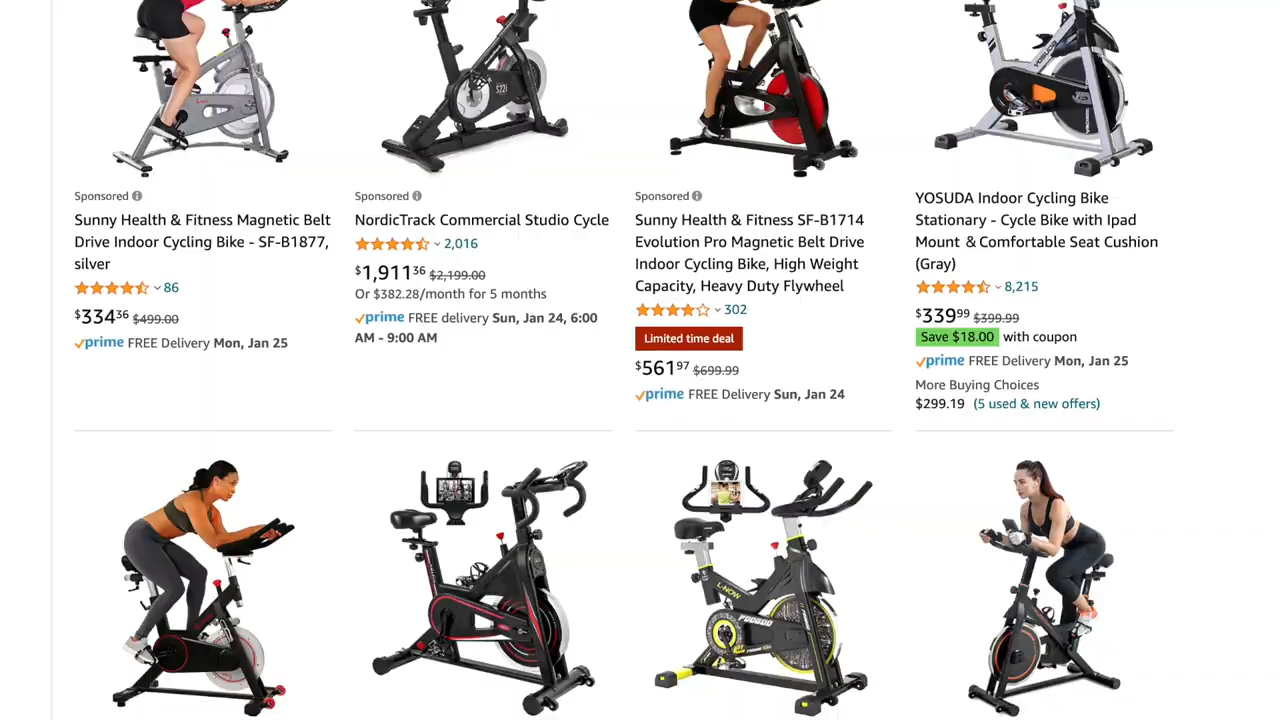 S22i
YOSUDA
Sponsored
Sunny Health & Fitness Magnetic Belt
Drive Indoor Cycling Bike - SF-B1877,
silver
86
$334.36 $499.00
prime FREE Delivery Mon, Jan 25
Sponsored
NordicTrack Commercial Studio Cycle
2,016
$1,911.36 $2,199.00
Or $382.28/month for 5 months
prime FREE delivery Sun, Jan 24, 6:00
AM - 9:00 AM
Sponsored
Sunny Health & Fitness SF-B1714
Evolution Pro Magnetic Belt Drive
Indoor Cycling Bike, High Weight
Capacity, Heavy Duty Flywheel
302
Limited time deal
$561.97 $699.99
prime FREE Delivery Sun, Jan 24
YOSUDA Indoor Cycling Bike
Stationary - Cycle Bike with Ipad
Mount & Comfortable Seat Cushion
(Gray)
8,215
$339.99 $399.99
Save $18.00 with coupon
prime FREE Delivery Mon, Jan 25
More Buying Choices
$299.19 (5 used & new offers)
L-NOW
POOBOO